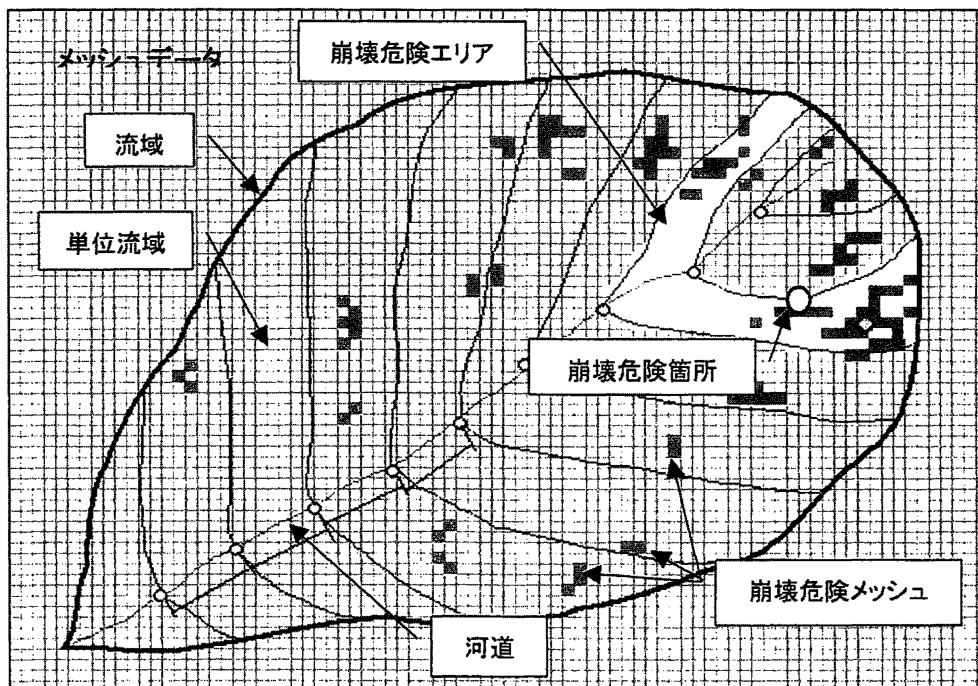 メッシュデータ
崩壊危険エリア
流域
単位流域
崩壊危険箇所
崩壊危険メッシュ
河道